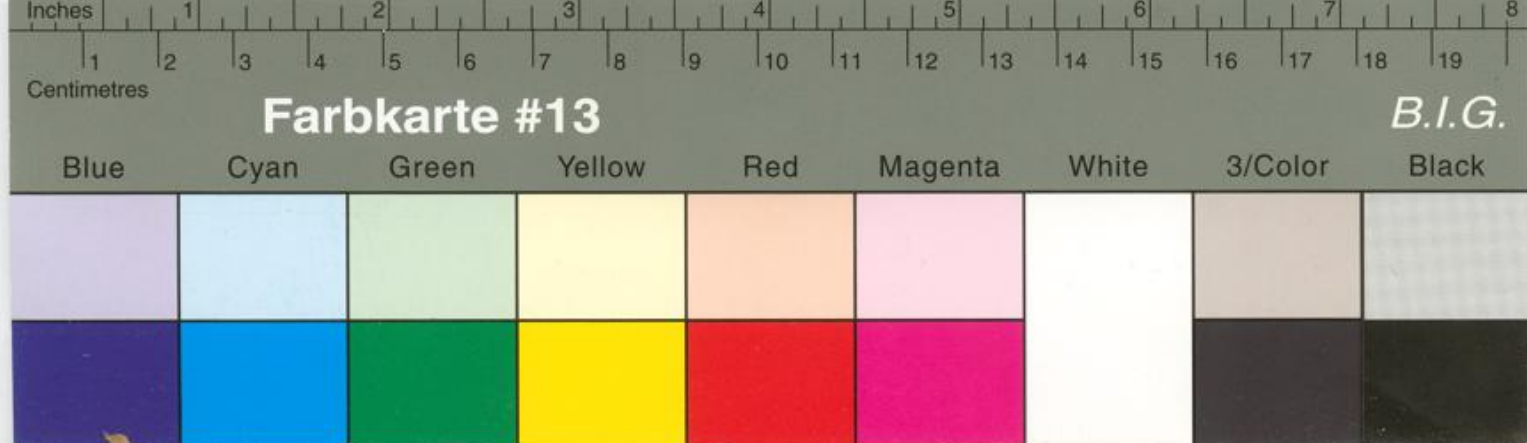 Inches 1 2 3 4 5 6 7 8
1 2 3 4 5 6 7 8 9 10 11 12 13 14 15 16 17 18 19
Centimetres
Farbkarte #13 B.I.G.
Blue Cyan Green Yellow Red Magenta White 3/Color Black